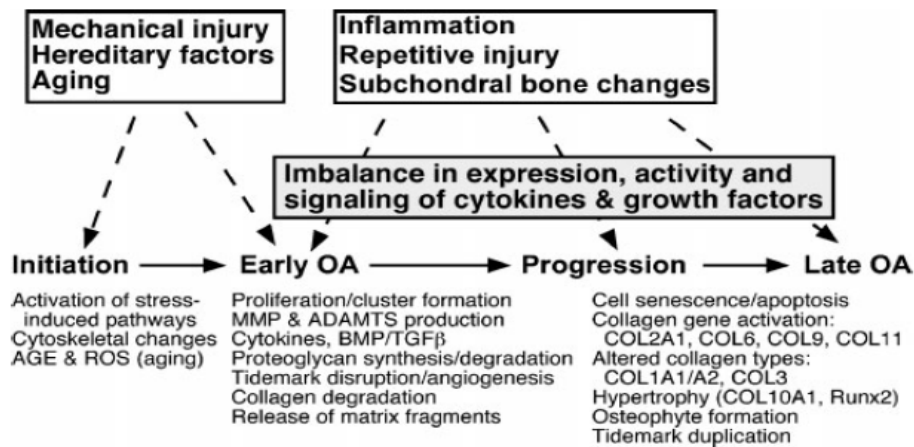 Mechanical injury
Hereditary factors
Aging
Inflammation
Repetitive injury
Subchondral bone changes
Imbalance in expression, activity and
signaling of cytokines & growth factors
Initiation
Early OA
Progression
Late OA
Activation of stress-
induced pathways
Cytoskeletal changes
AGE & ROS (aging)
Proliferation/cluster formation
MMP & ADAMTS production
Cytokines, BMP/TGFβ
Proteoglycan synthesis/degradation
Tidemark disruption/angiogenesis
Collagen degradation
Release of matrix fragments
Cell senescence/apoptosis
Collagen gene activation:
COL2A1, COL6, COL9, COL11
Altered collagen types:
COL1A1/A2, COL3
Hypertrophy (COL10A1, Runx2)
Osteophyte formation
Tidemark duplication